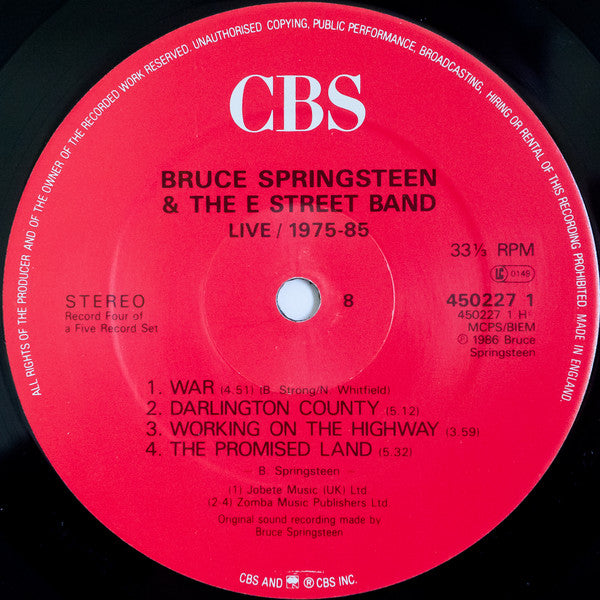 ALL RIGHTS OF THE PRODUCER AND OF THE OWNER OF THE RECORDED WORK RESERVED. UNAUTHORISED COPYING, PUBLIC PERFORMANCE, BROADCASTING, HIRING OR RENTAL OF THIS RECORDING PROHIBITED. MADE IN ENGLAND.
CBS
BRUCE SPRINGSTEEN
& THE E STREET BAND
LIVE / 1975-85
33⅓ RPM
LC 0149
STEREO
Record Four of
a Five Record Set
8
450227 1
450227 1 H
MCPS/BIEM
℗ 1986 Bruce
Springsteen
1. WAR (4.51) (B. Strong/N. Whitfield)
2. DARLINGTON COUNTY (5.12)
3. WORKING ON THE HIGHWAY (3.59)
4. THE PROMISED LAND (5.32)
B. Springsteen
(1) Jobete Music (UK) Ltd
(2-4) Zomba Music Publishers Ltd
Original sound recording made by
Bruce Springsteen
CBS AND ® CBS INC.